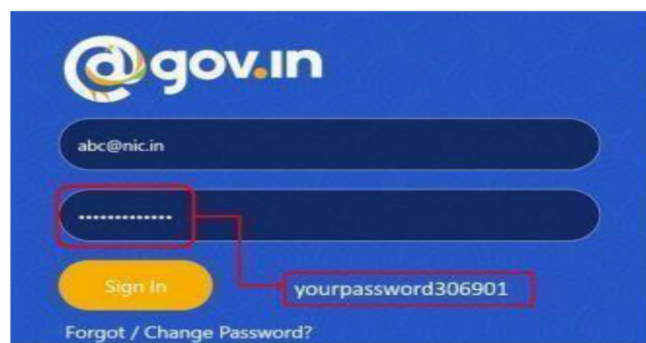 @gov.in
abc@nic.in
•••••••••••••
Sign In
yourpassword306901
Forgot / Change Password?